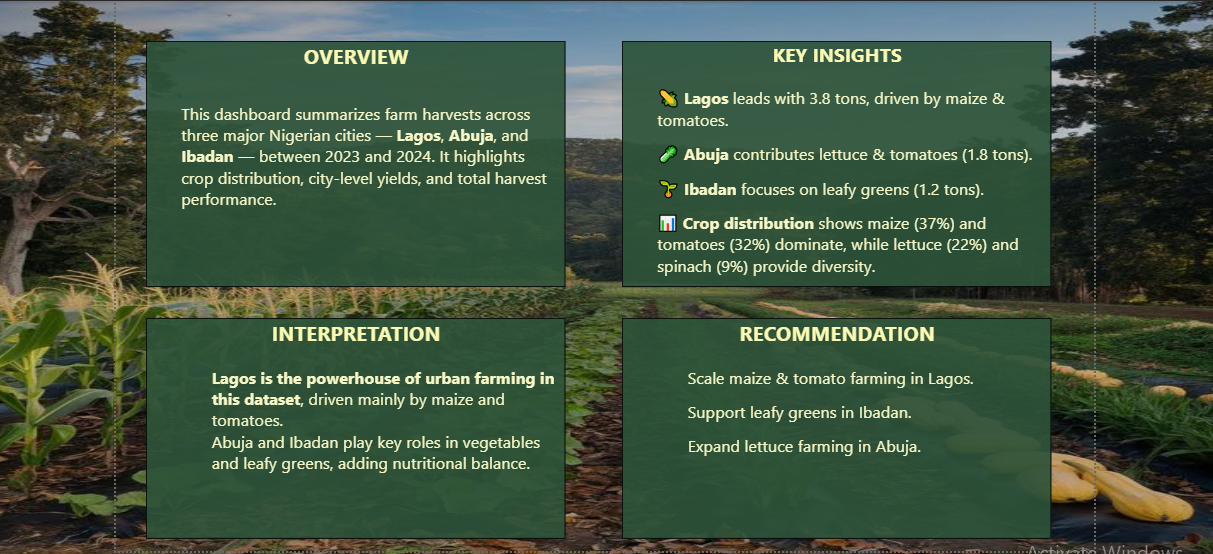 OVERVIEW
This dashboard summarizes farm harvests across
three major Nigerian cities — Lagos, Abuja, and
Ibadan — between 2023 and 2024. It highlights
crop distribution, city-level yields, and total harvest
performance.
KEY INSIGHTS
🌽 Lagos leads with 3.8 tons, driven by maize &
tomatoes.
🥒 Abuja contributes lettuce & tomatoes (1.8 tons).
🌱 Ibadan focuses on leafy greens (1.2 tons).
📊 Crop distribution shows maize (37%) and
tomatoes (32%) dominate, while lettuce (22%) and
spinach (9%) provide diversity.
INTERPRETATION
Lagos is the powerhouse of urban farming in
this dataset, driven mainly by maize and
tomatoes.
Abuja and Ibadan play key roles in vegetables
and leafy greens, adding nutritional balance.
RECOMMENDATION
Scale maize & tomato farming in Lagos.
Support leafy greens in Ibadan.
Expand lettuce farming in Abuja.
Activate Windows